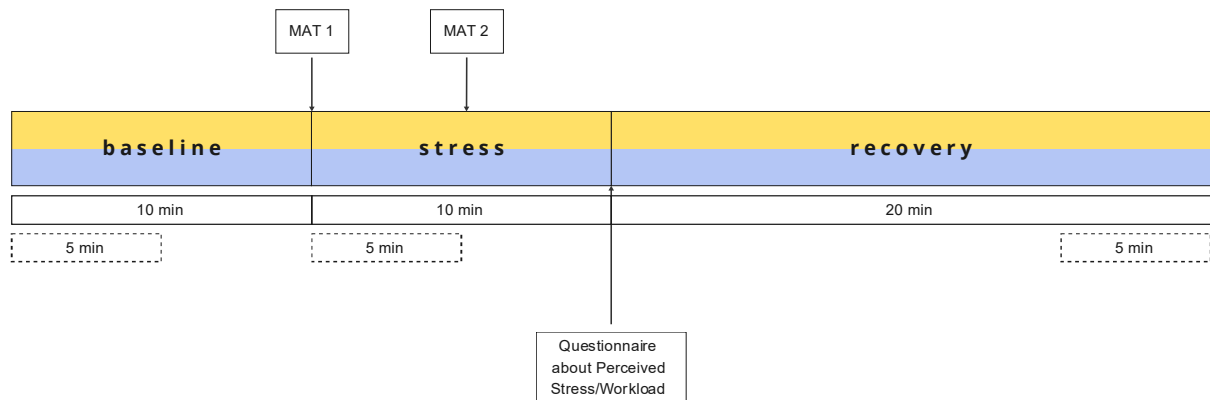 MAT 1
MAT 2
baseline
stress
recovery
10 min
10 min
20 min
5 min
5 min
5 min
Questionnaire
about Perceived
Stress/Workload